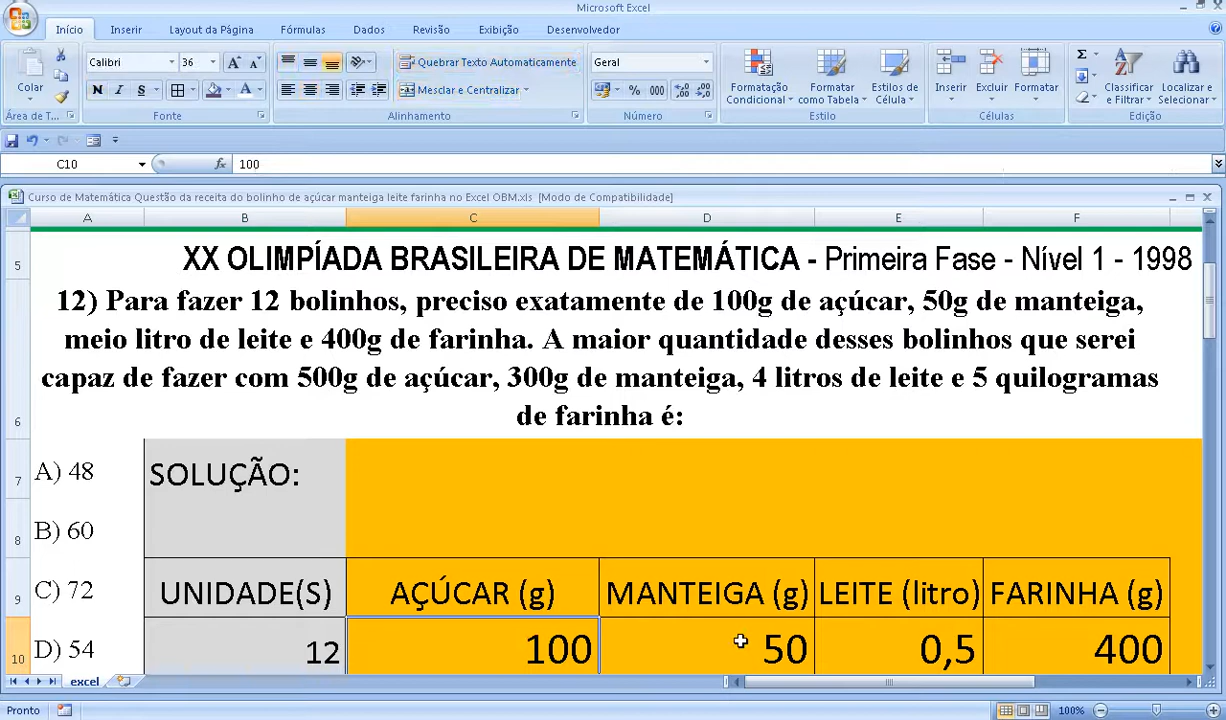 Microsoft Excel
Início Inserir Layout da Página Fórmulas Dados Revisão Exibição Desenvolvedor
Colar
Calibri 36
N I S
Quebrar Texto Automaticamente
Mesclar e Centralizar
Geral
% 000
Formatação Condicional
Formatar como Tabela
Estilos de Célula
Inserir Excluir Formatar
Classificar e Filtrar
Localizar e Selecionar
Área de T... Fonte Alinhamento Número Estilo Células Edição
C10 fx 100
Curso de Matemática Questão da receita do bolinho de açúcar manteiga leite farinha no Excel OBM.xls [Modo de Compatibilidade]
A B C D E F
5 XX OLIMPÍADA BRASILEIRA DE MATEMÁTICA - Primeira Fase - Nível 1 - 1998
12) Para fazer 12 bolinhos, preciso exatamente de 100g de açúcar, 50g de manteiga,
meio litro de leite e 400g de farinha. A maior quantidade desses bolinhos que serei
capaz de fazer com 500g de açúcar, 300g de manteiga, 4 litros de leite e 5 quilogramas
6 de farinha é:
7 A) 48 SOLUÇÃO:
8 B) 60
9 C) 72 UNIDADE(S) AÇÚCAR (g) MANTEIGA (g) LEITE (litro) FARINHA (g)
10 D) 54 12 100 50 0,5 400
excel
Pronto 100%